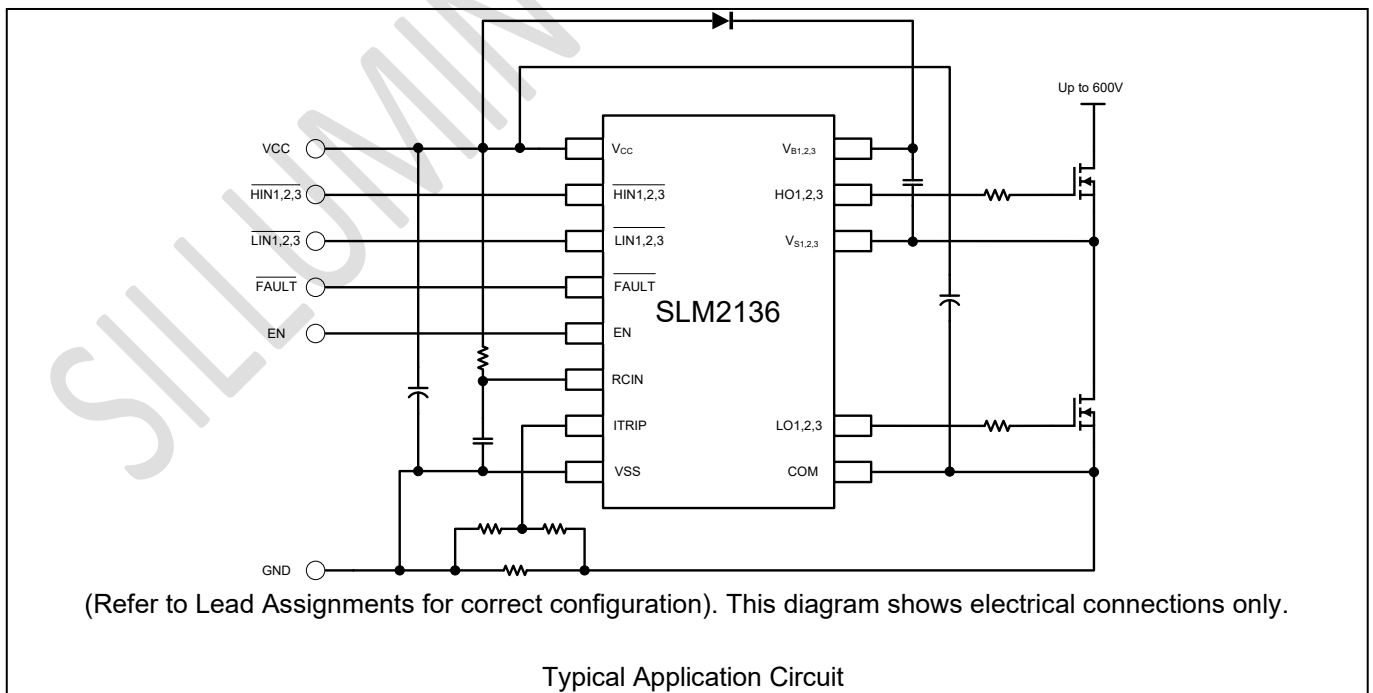 SILLUMIN
Up to 600V
VCC
HIN1,2,3
LIN1,2,3
FAULT
EN
GND
VCC
HIN1,2,3
LIN1,2,3
FAULT
EN
RCIN
ITRIP
VSS
SLM2136
VB1,2,3
HO1,2,3
VS1,2,3
LO1,2,3
COM
(Refer to Lead Assignments for correct configuration). This diagram shows electrical connections only.
Typical Application Circuit